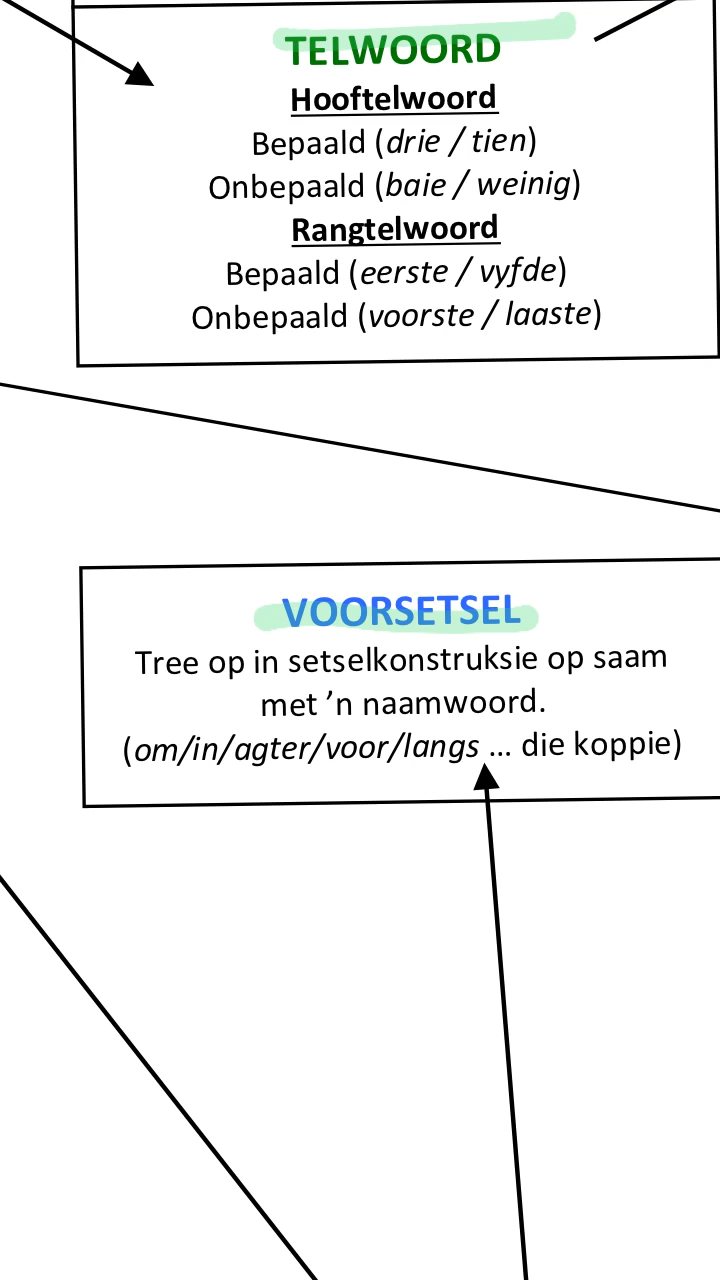 TELWOORD
Hooftelwoord
Bepaald (drie / tien)
Onbepaald (baie / weinig)
Rangtelwoord
Bepaald (eerste / vyfde)
Onbepaald (voorste / laaste)
VOORSETSEL
Tree op in setselkonstruksie op saam
met ’n naamwoord.
(om/in/agter/voor/langs ... die koppie)